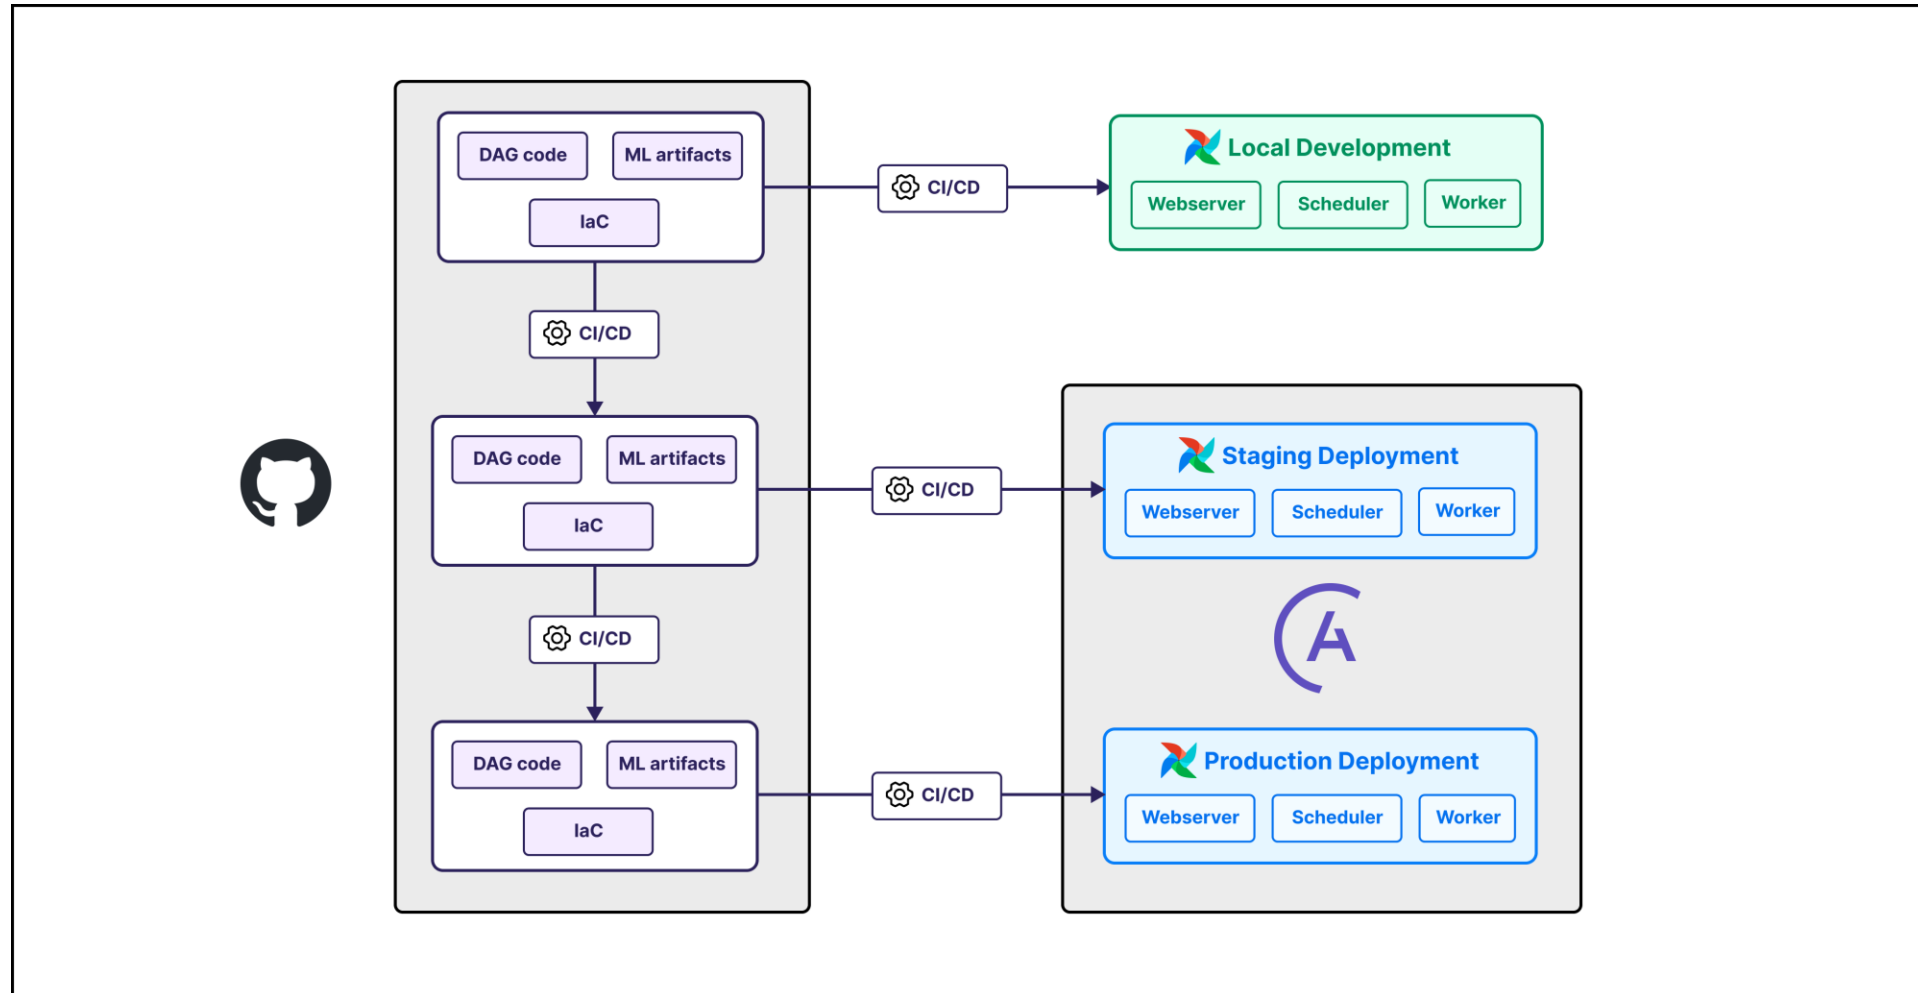 DAG code
ML artifacts
IaC
CI/CD
Local Development
Webserver
Scheduler
Worker
CI/CD
DAG code
ML artifacts
IaC
CI/CD
Staging Deployment
Webserver
Scheduler
Worker
CI/CD
DAG code
ML artifacts
IaC
CI/CD
Production Deployment
Webserver
Scheduler
Worker